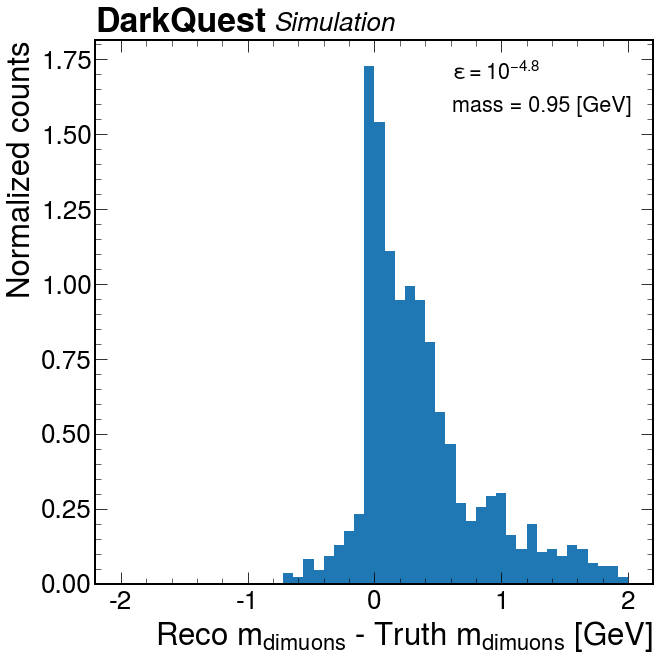 DarkQuest Simulation
ε = 10^−4.8
mass = 0.95 [GeV]
Normalized counts
1.75
1.50
1.25
1.00
0.75
0.50
0.25
0.00
-2 -1 0 1 2
Reco m_dimuons - Truth m_dimuons [GeV]